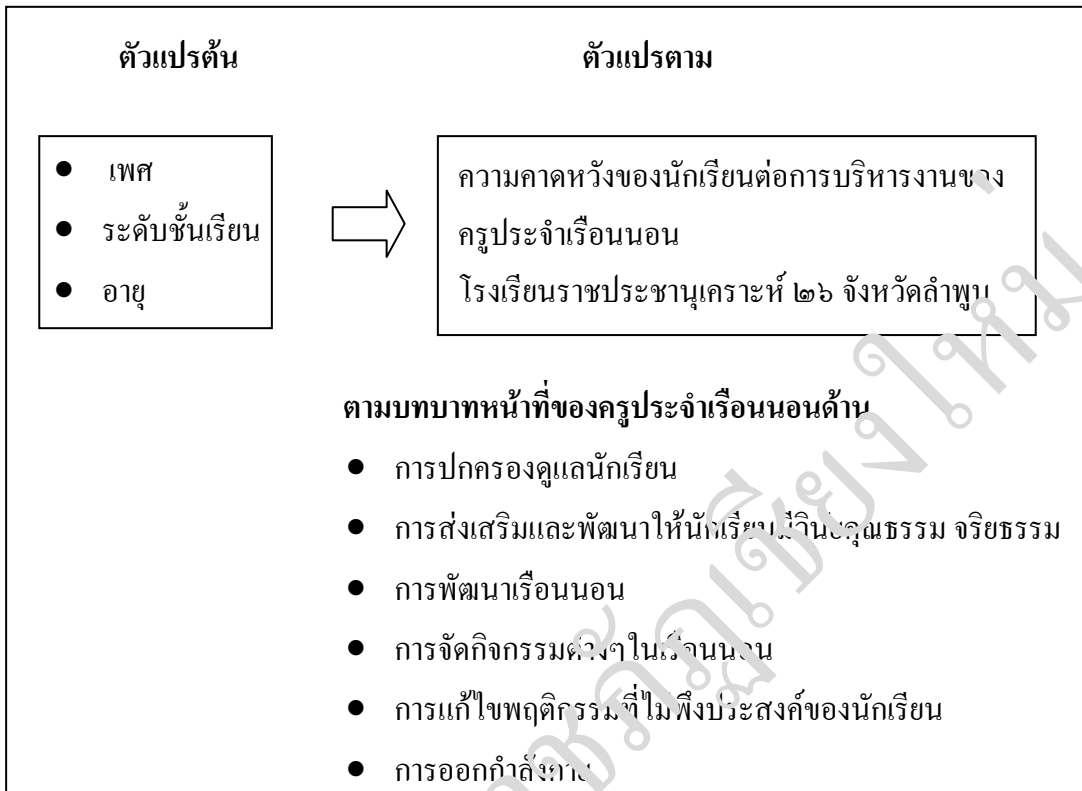 ตัวแปรต้น
ตัวแปรตาม
เพศ
ระดับชั้นเรียน
อายุ
ความคาดหวังของนักเรียนต่อการบริหารงานของ
ครูประจำเรือนนอน
โรงเรียนราชประชานุเคราะห์ ๒๖ จังหวัดลำพูน
ตามบทบาทหน้าที่ของครูประจำเรือนนอนด้าน
การปกครองดูแลนักเรียน
การส่งเสริมและพัฒนาให้นักเรียนมีวินัยคุณธรรม จริยธรรม
การพัฒนาเรือนนอน
การจัดกิจกรรมต่างๆในเรือนนอน
การแก้ไขพฤติกรรมที่ไม่พึงประสงค์ของนักเรียน
การออกกำลังกาย